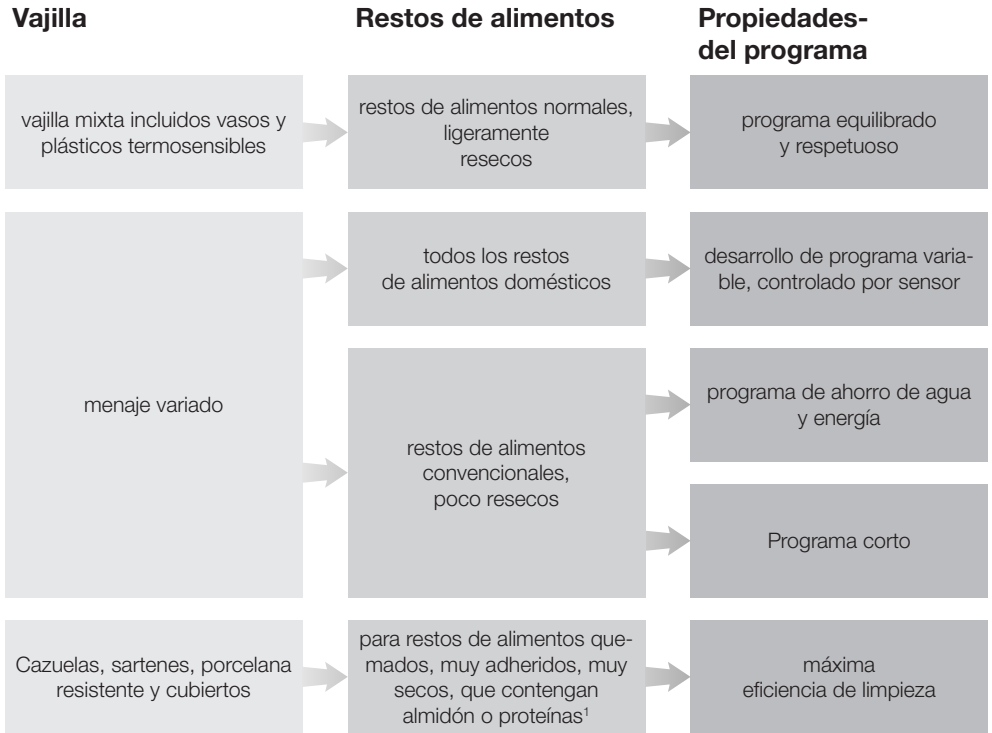 Vajilla
Restos de alimentos
Propiedades-
del programa
vajilla mixta incluidos vasos y
plásticos termosensibles
restos de alimentos normales,
ligeramente
resecos
programa equilibrado
y respetuoso
menaje variado
todos los restos
de alimentos domésticos
desarrollo de programa varia-
ble, controlado por sensor
restos de alimentos
convencionales,
poco resecos
programa de ahorro de agua
y energía
Programa corto
Cazuelas, sartenes, porcelana
resistente y cubiertos
para restos de alimentos que-
mados, muy adheridos, muy
secos, que contengan
almidón o proteínas¹
máxima
eficiencia de limpieza